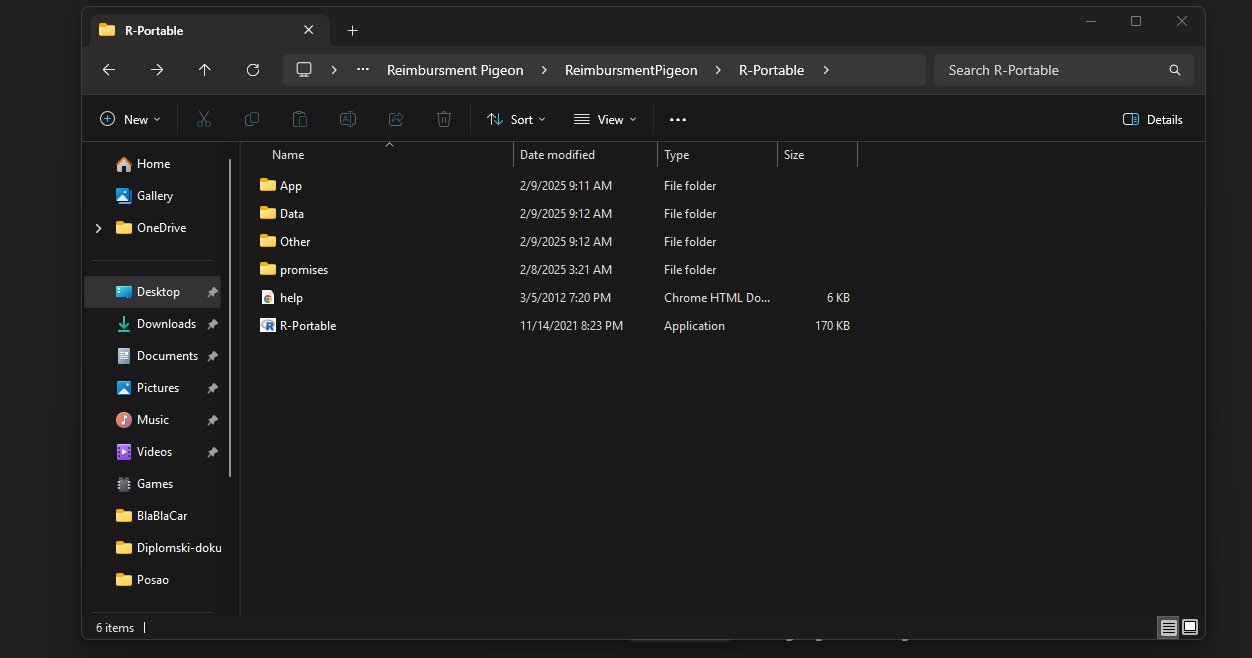 R-Portable
Reimbursment Pigeon ReimbursmentPigeon R-Portable
Search R-Portable
New Sort View Details
Name Date modified Type Size
Home
Gallery
OneDrive
Desktop
Downloads
Documents
Pictures
Music
Videos
Games
BlaBlaCar
Diplomski-doku
Posao
App 2/9/2025 9:11 AM File folder
Data 2/9/2025 9:12 AM File folder
Other 2/9/2025 9:12 AM File folder
promises 2/8/2025 3:21 AM File folder
help 3/5/2012 7:20 PM Chrome HTML Do... 6 KB
R-Portable 11/14/2021 8:23 PM Application 170 KB
6 items